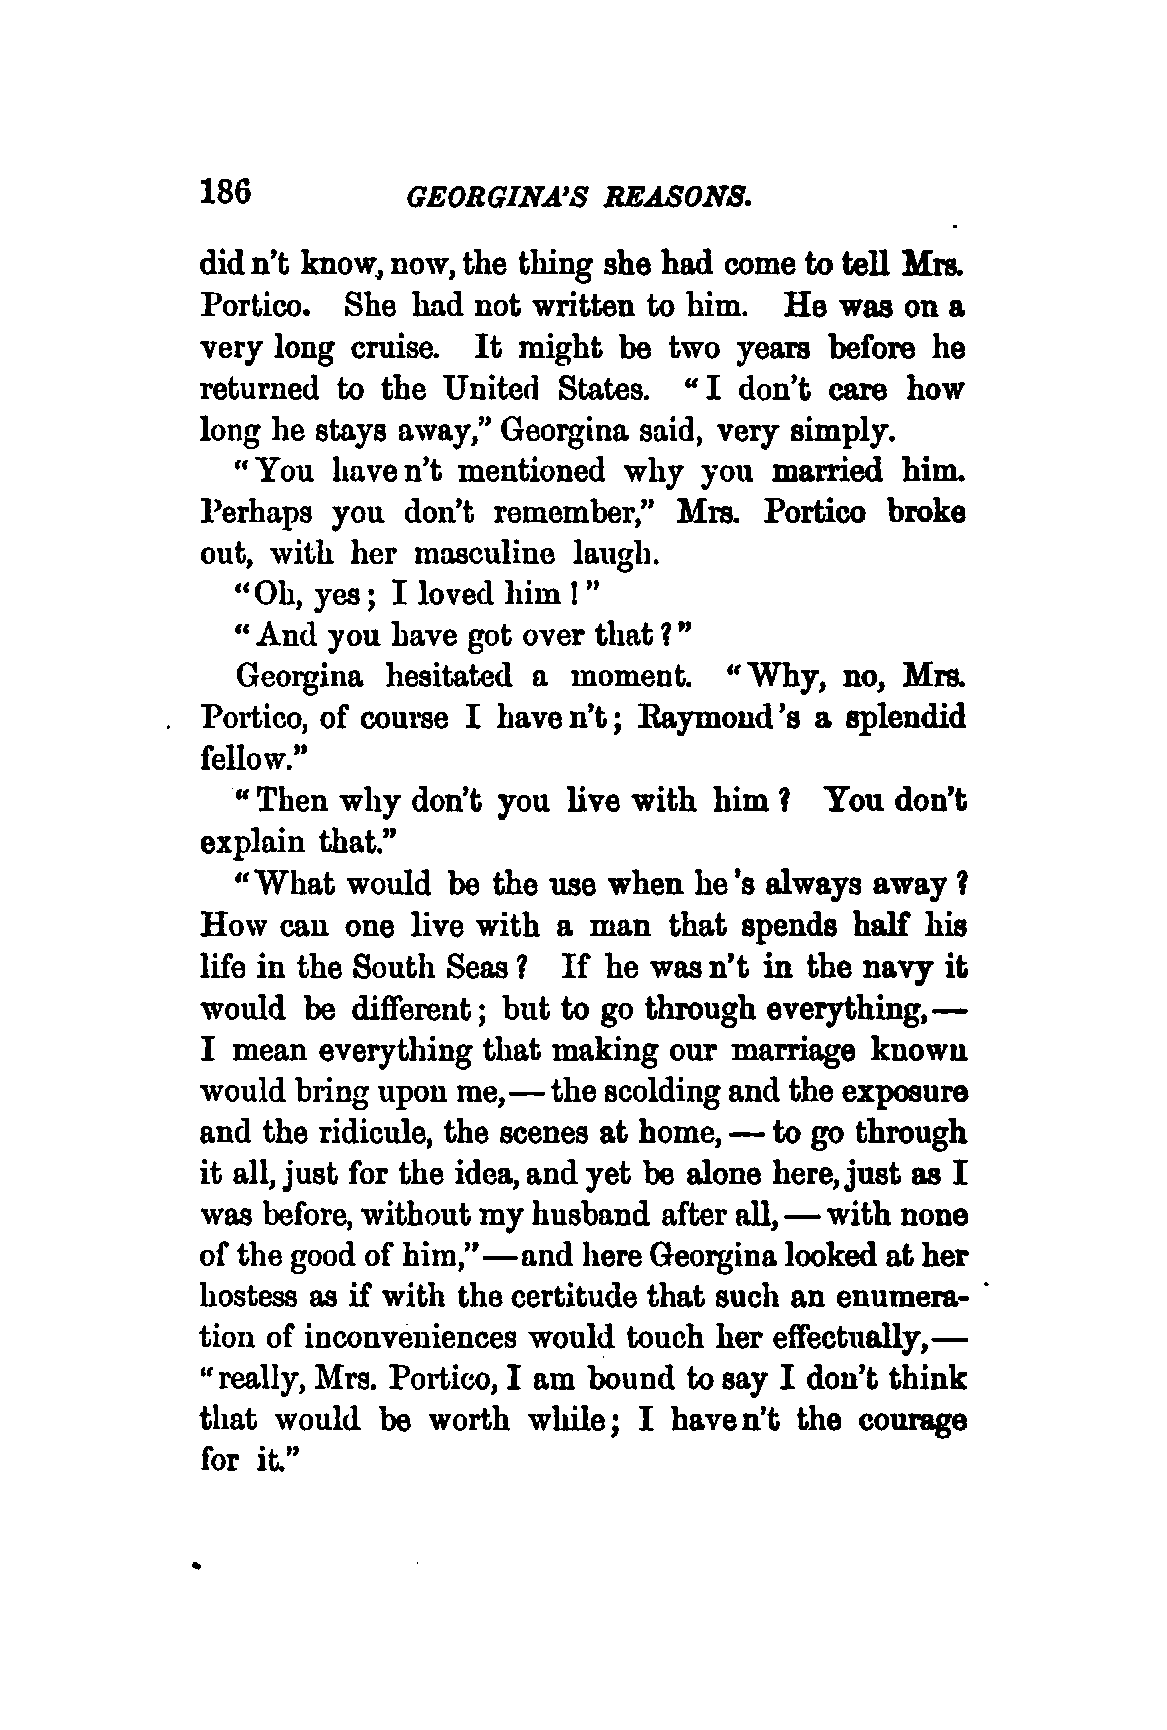 186 GEORGINA'S REASONS.
did n't know, now, the thing she had come to tell Mrs.
Portico. She had not written to him. He was on a
very long cruise. It might be two years before he
returned to the United States. "I don't care how
long he stays away," Georgina said, very simply.
"You have n't mentioned why you married him.
Perhaps you don't remember," Mrs. Portico broke
out, with her masculine laugh.
"Oh, yes; I loved him!"
"And you have got over that?"
Georgina hesitated a moment. "Why, no, Mrs.
Portico, of course I have n't; Raymond 's a splendid
fellow."
"Then why don't you live with him? You don't
explain that."
"What would be the use when he 's always away?
How can one live with a man that spends half his
life in the South Seas? If he was n't in the navy it
would be different; but to go through everything,—
I mean everything that making our marriage known
would bring upon me,—the scolding and the exposure
and the ridicule, the scenes at home,—to go through
it all, just for the idea, and yet be alone here, just as I
was before, without my husband after all,—with none
of the good of him,"—and here Georgina looked at her
hostess as if with the certitude that such an enumera-
tion of inconveniences would touch her effectually,—
"really, Mrs. Portico, I am bound to say I don't think
that would be worth while; I have n't the courage
for it."